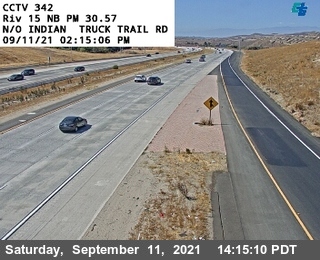 CCTV 342
Riv 15 NB PM 30.57
N/O INDIAN TRUCK TRAIL RD
09/11/21 02:15:06 PM
Saturday, September 11, 2021 14:15:10 PDT